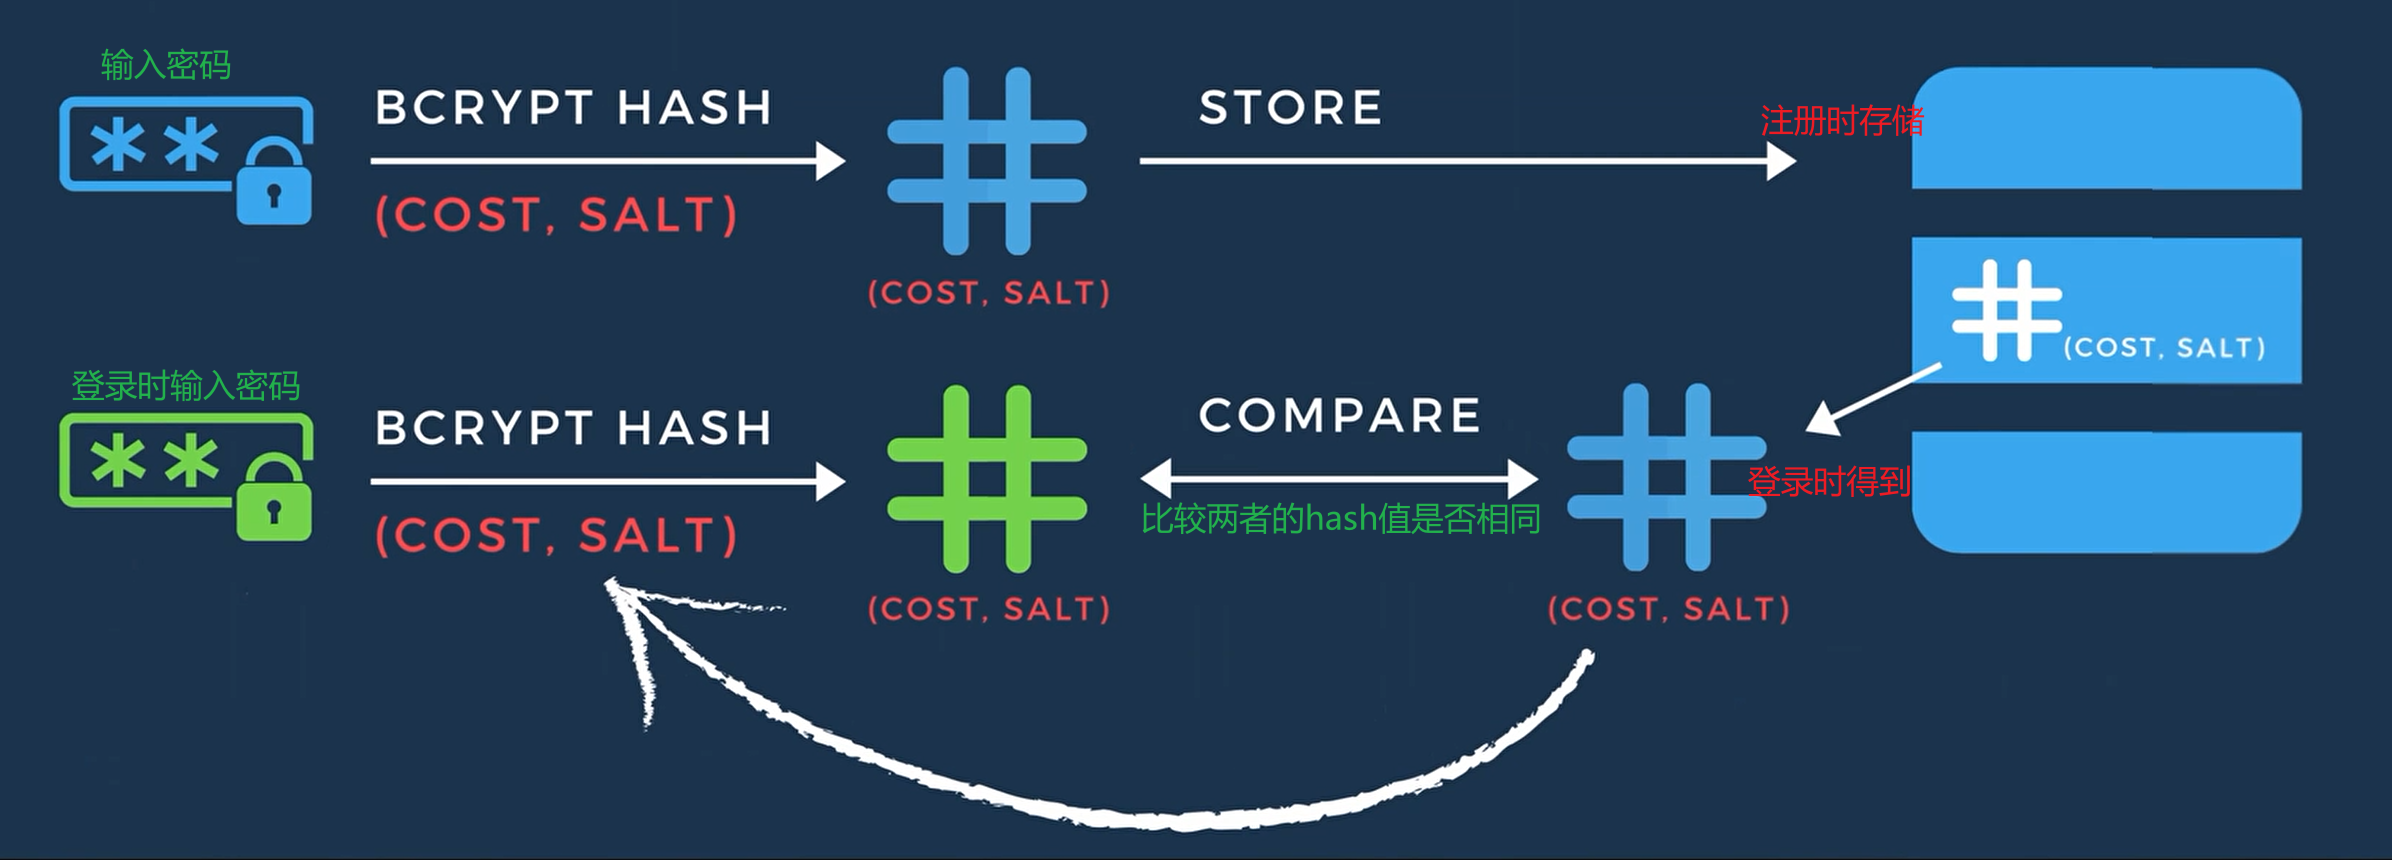 输入密码
BCRYPT HASH
(COST, SALT)
(COST, SALT)
STORE
注册时存储
(COST, SALT)
登录时输入密码
BCRYPT HASH
(COST, SALT)
(COST, SALT)
COMPARE
比较两者的hash值是否相同
登录时得到
(COST, SALT)